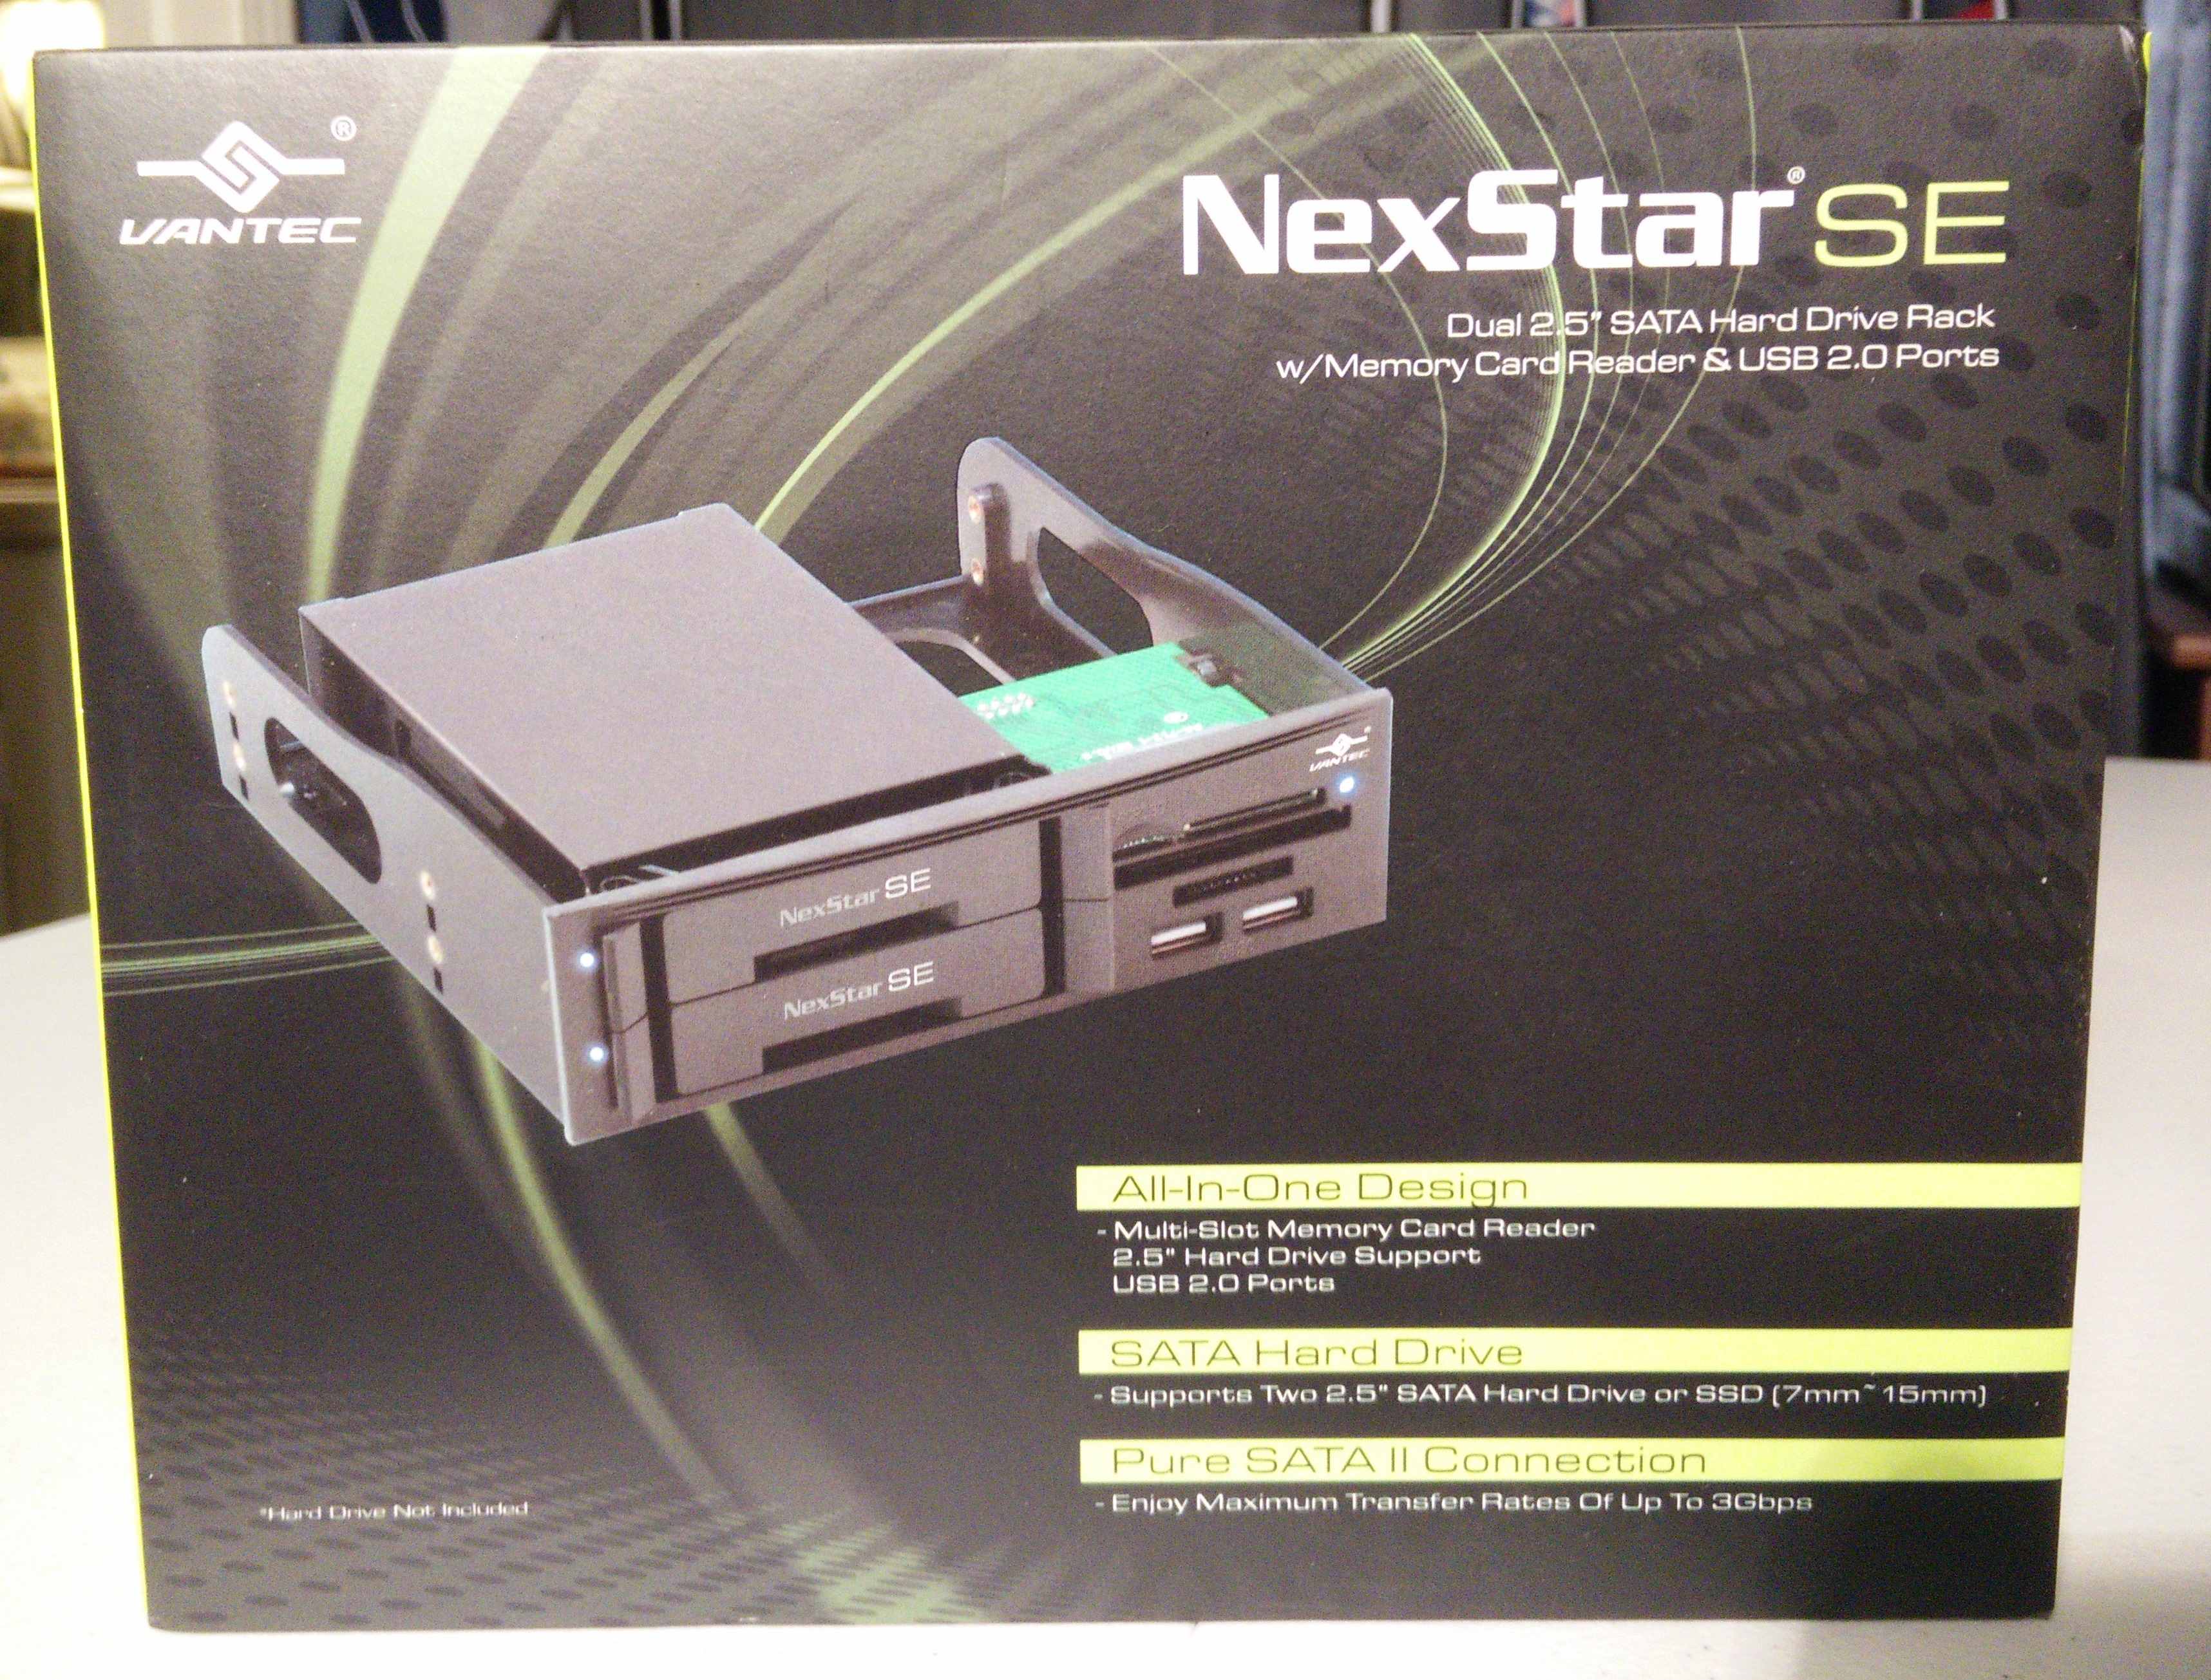 VANTEC®
NexStar® SE
Dual 2.5" SATA Hard Drive Rack
w/Memory Card Reader & USB 2.0 Ports
VANTEC
NexStar SE
NexStar SE
All-In-One Design
- Multi-Slot Memory Card Reader
2.5" Hard Drive Support
USB 2.0 Ports
SATA Hard Drive
- Supports Two 2.5" SATA Hard Drive or SSD (7mm~15mm)
Pure SATA II Connection
- Enjoy Maximum Transfer Rates Of Up To 3Gbps
*Hard Drive Not Included